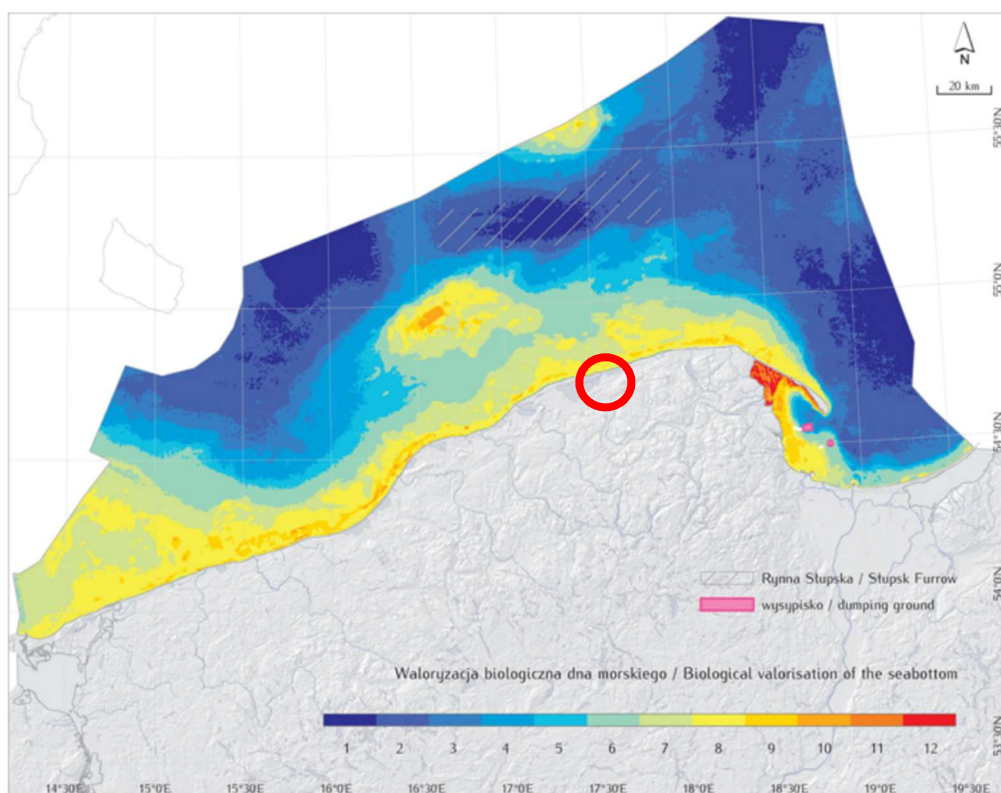 N
20 km
55°30'N
55°0'N
54°30'N
54°0'N
53°30'N
Rynna Słupska / Słupsk Furrow
wysypisko / dumping ground
Waloryzacja biologiczna dna morskiego / Biological valorisation of the seabottom
1 2 3 4 5 6 7 8 9 10 11 12
14°30'E 15°0'E 15°30'E 16°0'E 16°30'E 17°0'E 17°30'E 18°0'E 18°30'E 19°0'E 19°30'E